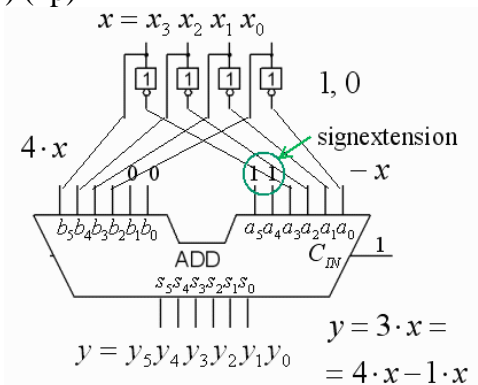 ) (-p)
x = x₃ x₂ x₁ x₀
1 1 1 1
1, 0
signextension
4·x
0 0
1 1
−x
b₅b₄b₃b₂b₁b₀
a₅a₄a₃a₂a₁a₀
ADD
C_IN
1
s₅s₄s₃s₂s₁s₀
y = y₅y₄y₃y₂y₁y₀
y = 3·x =
= 4·x−1·x